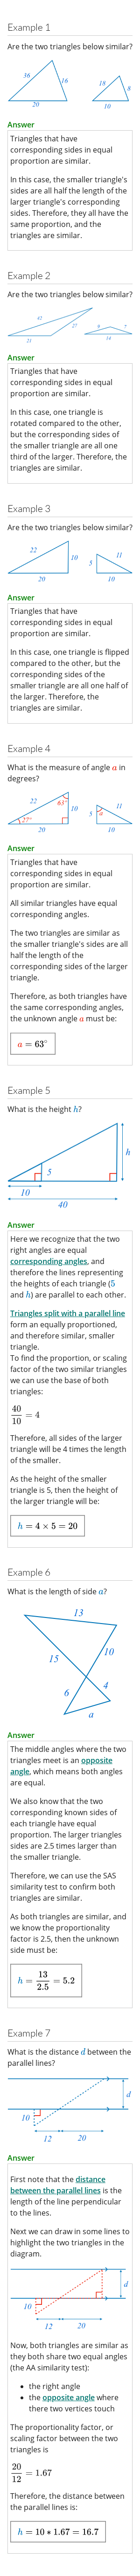 Example 1
Are the two triangles below similar?
36
16
20
18
8
10
Answer
Triangles that have
corresponding sides in equal
proportion are similar.
In this case, the smaller triangle's
sides are all half the length of the
larger triangle's corresponding
sides. Therefore, they all have the
same proportion, and the
triangles are similar.
Example 2
Are the two triangles below similar?
42
27
21
9
7
14
Answer
Triangles that have
corresponding sides in equal
proportion are similar.
In this case, one triangle is
rotated compared to the other,
but the corresponding sides of
the smaller triangle are all one
third of the larger. Therefore, the
triangles are similar.
Example 3
Are the two triangles below similar?
22
10
20
5
11
10
Answer
Triangles that have
corresponding sides in equal
proportion are similar.
In this case, one triangle is flipped
compared to the other, but the
corresponding sides of the
smaller triangle are all one half of
the larger. Therefore, the
triangles are similar.
Example 4
What is the measure of angle a in
degrees?
22
63°
10
27°
20
5
a
11
10
Answer
Triangles that have
corresponding sides in equal
proportion are similar.
All similar triangles have equal
corresponding angles.
The two triangles are similar as
the smaller triangle's sides are all
half the length of the
corresponding sides of the larger
triangle.
Therefore, as both triangles have
the same corresponding angles,
the unknown angle a must be:
a = 63°
Example 5
What is the height h?
h
5
10
40
Answer
Here we recognize that the two
right angles are equal
corresponding angles, and
therefore the lines representing
the heights of each triangle (5
and h) are parallel to each other.
Triangles split with a parallel line
form an equally proportioned,
and therefore, similar smaller
triangle.
To find the proportion, or scaling
factor of the two similar triangles
we can use the base of both
triangles:
40/10 = 4
Therefore, all sides of the larger
triangle will be 4 times the length
of the smaller.
As the height of the smaller
triangle is 5, then the height of
the larger triangle will be:
h = 4 × 5 = 20
Example 6
What is the length of side a?
13
15
10
6
4
a
Answer
The middle angles where the two
triangles meet is an opposite
angle, which means both angles
are equal.
We also know that the two
corresponding known sides of
each triangle have equal
proportion. The larger triangles
sides are 2.5 times larger than
the smaller triangle.
Therefore, we can use the SAS
similarity test to confirm both
triangles are similar.
As both triangles are similar, and
we know the proportionality
factor is 2.5, then the unknown
side must be:
h = 13/2.5 = 5.2
Example 7
What is the distance d between the
parallel lines?
d
10
12
20
Answer
First note that the distance
between the parallel lines is the
length of the line perpendicular
to the lines.
Next we can draw in some lines to
highlight the two triangles in the
diagram.
d
10
12
20
Now, both triangles are similar as
they both share two equal angles
(the AA similarity test):
• the right angle
• the opposite angle where
there two vertices touch
The proportionality factor, or
scaling factor between the two
triangles is
20/12 = 1.67
Therefore, the distance between
the parallel lines is:
h = 10 * 1.67 = 16.7